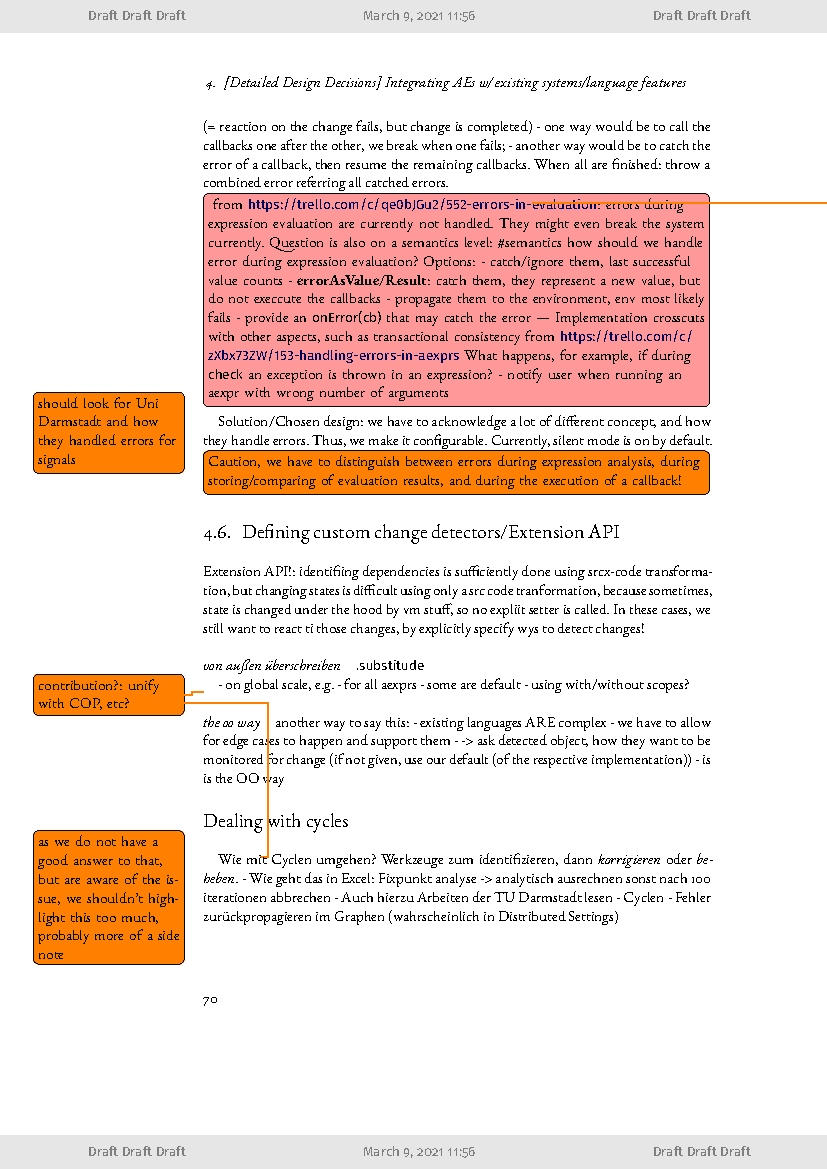 Draft Draft Draft March 9, 2021 11:56 Draft Draft Draft
4. [Detailed Design Decisions] Integrating AEs w/ existing systems/language features
(= reaction on the change fails, but change is completed) - one way would be to call the
callbacks one after the other, we break when one fails; - another way would be to catch the
error of a callback, then resume the remaining callbacks. When all are finished: throw a
combined error referring all catched errors.
from https://trello.com/c/qe0bJGu2/552-errors-in-evaluation: errors during
expression evaluation are currently not handled. They might even break the system
currently. Question is also on a semantics level: #semantics how should we handle
error during expression evaluation? Options: - catch/ignore them, last successful
value counts - errorAsValue/Result: catch them, they represent a new value, but
do not execcute the callbacks - propagate them to the environment, env most likely
fails - provide an onError(cb) that may catch the error — Implementation crosscuts
with other aspects, such as transactional consistency from https://trello.com/c/
zXbx73ZW/153-handling-errors-in-aexprs What happens, for example, if during
check an exception is thrown in an expression? - notify user when running an
aexpr with wrong number of arguments
should look for Uni
Darmstadt and how
they handled errors for
signals
Solution/Chosen design: we have to acknowledge a lot of different concept, and how
they handle errors. Thus, we make it configurable. Currently, silent mode is on by default.
Caution, we have to distinguish between errors during expression analysis, during
storing/comparing of evaluation results, and during the execution of a callback!
4.6. Defining custom change detectors/Extension API
Extension API!: identifiing dependencies is sufficiently done using srcx-code transforma-
tion, but changing states is difficult using only a src code tranformation, because sometimes,
state is changed under the hood by vm stuff, so no expliit setter is called. In these cases, we
still want to react ti those changes, by explicitly specify wys to detect changes!
von außen überschreiben .substitude
- on global scale, e.g. - for all aexprs - some are default - using with/without scopes?
contribution?: unify
with COP, etc?
the oo way another way to say this: - existing languages ARE complex - we have to allow
for edge cases to happen and support them - -> ask detected object, how they want to be
monitored for change (if not given, use our default (of the respective implementation)) - is
is the OO way
Dealing with cycles
as we do not have a
good answer to that,
but are aware of the is-
sue, we shouldn't high-
light this too much,
probably more of a side
note
Wie mit Cyclen umgehen? Werkzeuge zum identifizieren, dann korrigieren oder be-
heben. - Wie geht das in Excel: Fixpunkt analyse -> analytisch ausrechnen sonst nach 100
iterationen abbrechen - Auch hierzu Arbeiten der TU Darmstadt lesen - Cyclen - Fehler
zurückpropagieren im Graphen (wahrscheinlich in Distributed Settings)
70
Draft Draft Draft March 9, 2021 11:56 Draft Draft Draft